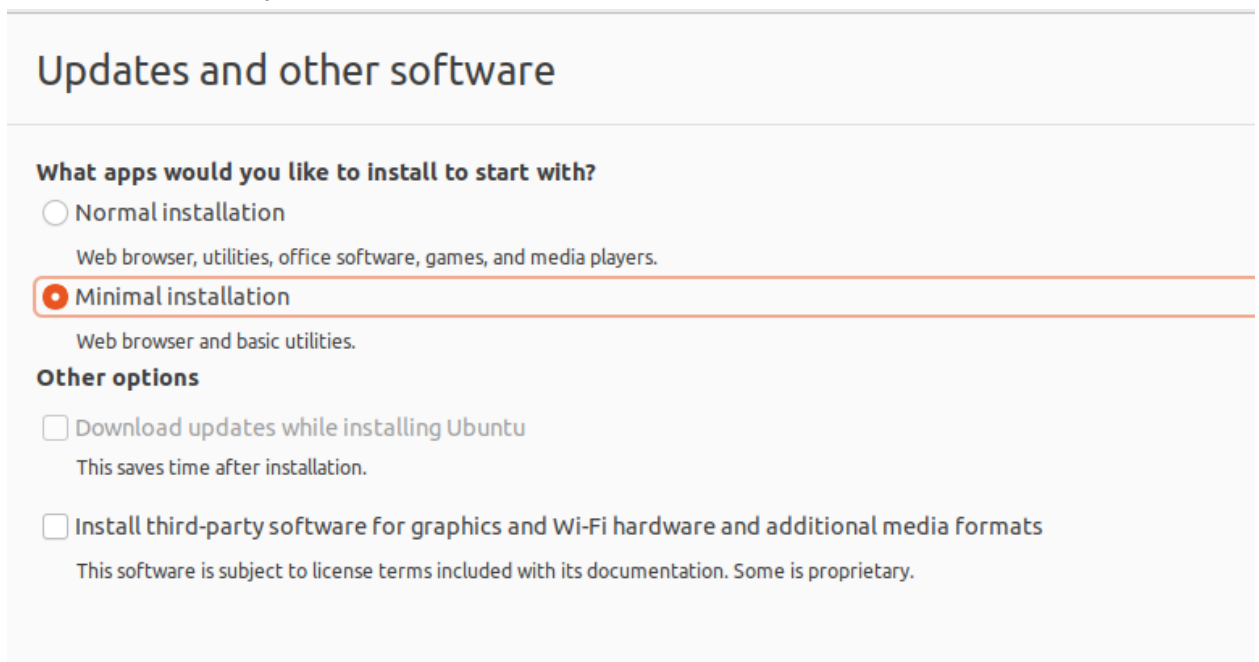 Updates and other software
What apps would you like to install to start with?
Normal installation
Web browser, utilities, office software, games, and media players.
Minimal installation
Web browser and basic utilities.
Other options
Download updates while installing Ubuntu
This saves time after installation.
Install third-party software for graphics and Wi-Fi hardware and additional media formats
This software is subject to license terms included with its documentation. Some is proprietary.